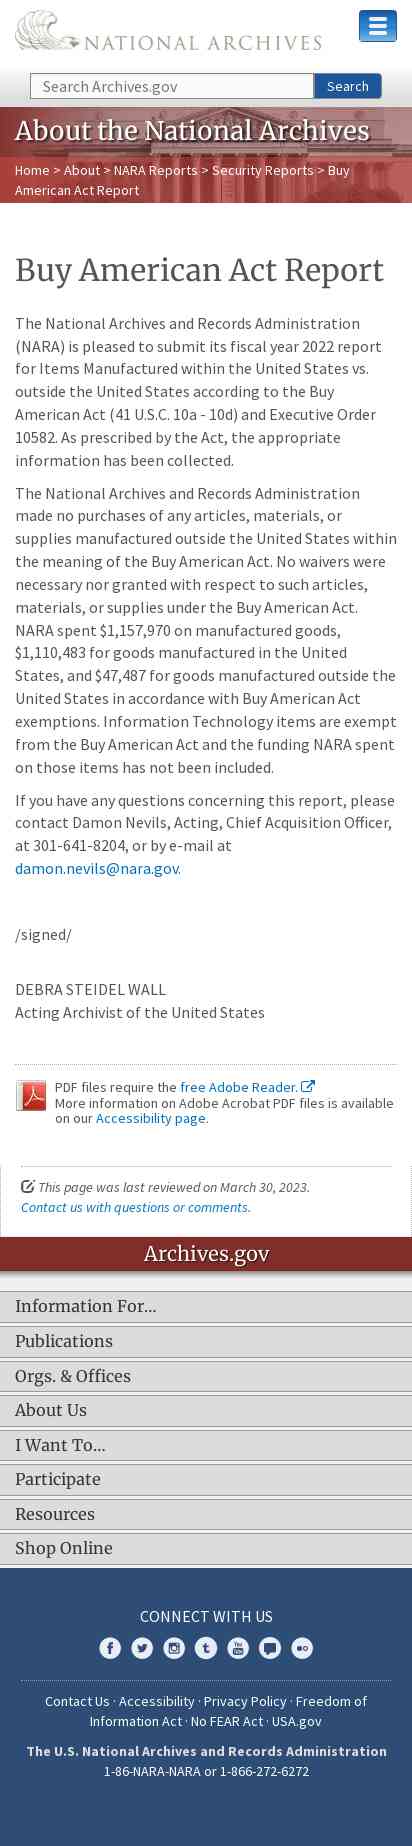 NATIONAL ARCHIVES
Search Archives.gov
Search
About the National Archives
Home > About > NARA Reports > Security Reports > Buy
American Act Report
Buy American Act Report
The National Archives and Records Administration
(NARA) is pleased to submit its fiscal year 2022 report
for Items Manufactured within the United States vs.
outside the United States according to the Buy
American Act (41 U.S.C. 10a - 10d) and Executive Order
10582. As prescribed by the Act, the appropriate
information has been collected.
The National Archives and Records Administration
made no purchases of any articles, materials, or
supplies manufactured outside the United States within
the meaning of the Buy American Act. No waivers were
necessary nor granted with respect to such articles,
materials, or supplies under the Buy American Act.
NARA spent $1,157,970 on manufactured goods,
$1,110,483 for goods manufactured in the United
States, and $47,487 for goods manufactured outside the
United States in accordance with Buy American Act
exemptions. Information Technology items are exempt
from the Buy American Act and the funding NARA spent
on those items has not been included.
If you have any questions concerning this report, please
contact Damon Nevils, Acting, Chief Acquisition Officer,
at 301-641-8204, or by e-mail at
damon.nevils@nara.gov.
/signed/
DEBRA STEIDEL WALL
Acting Archivist of the United States
PDF files require the free Adobe Reader.
More information on Adobe Acrobat PDF files is available
on our Accessibility page.
This page was last reviewed on March 30, 2023.
Contact us with questions or comments.
Archives.gov
Information For…
Publications
Orgs. & Offices
About Us
I Want To…
Participate
Resources
Shop Online
CONNECT WITH US
Contact Us · Accessibility · Privacy Policy · Freedom of
Information Act · No FEAR Act · USA.gov
The U.S. National Archives and Records Administration
1-86-NARA-NARA or 1-866-272-6272